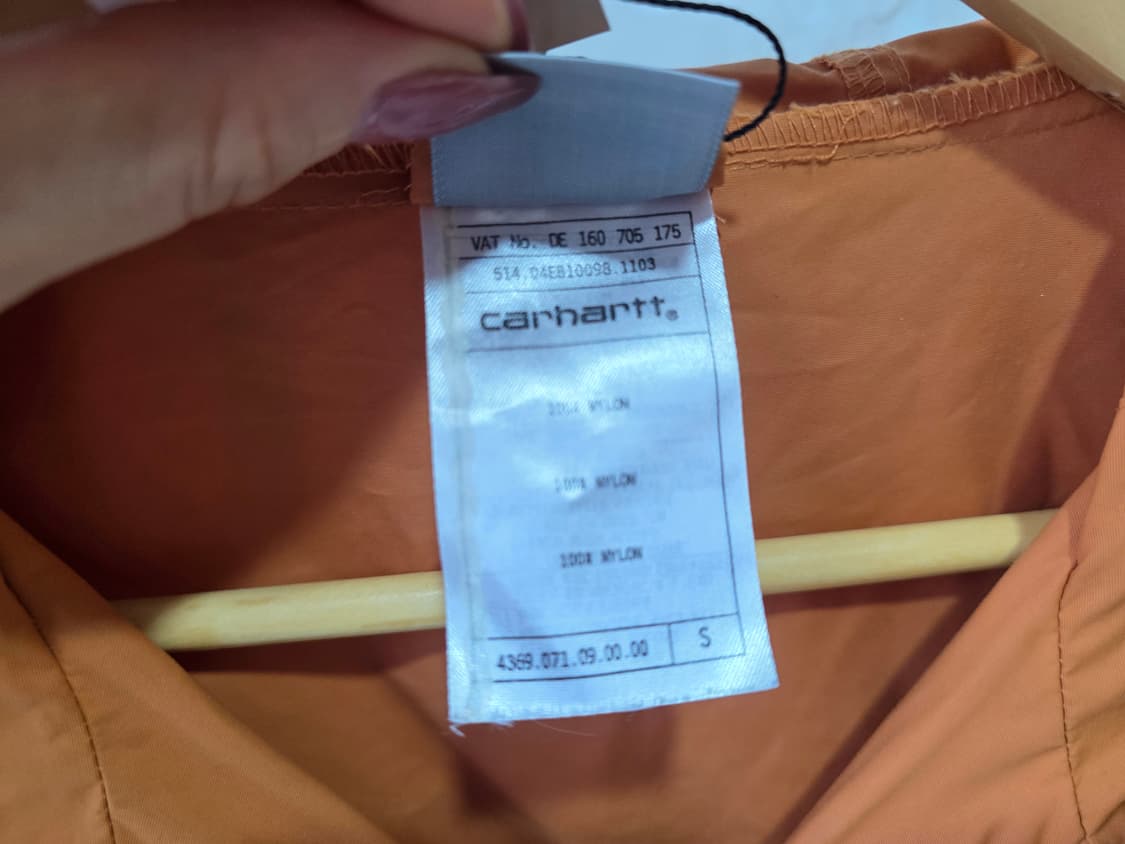 VAT No. DE 160 705 175
514.04EB10098.1103
carhartt®
100% NYLON
100% NYLON
100% NYLON
4369.071.09.00.00
S